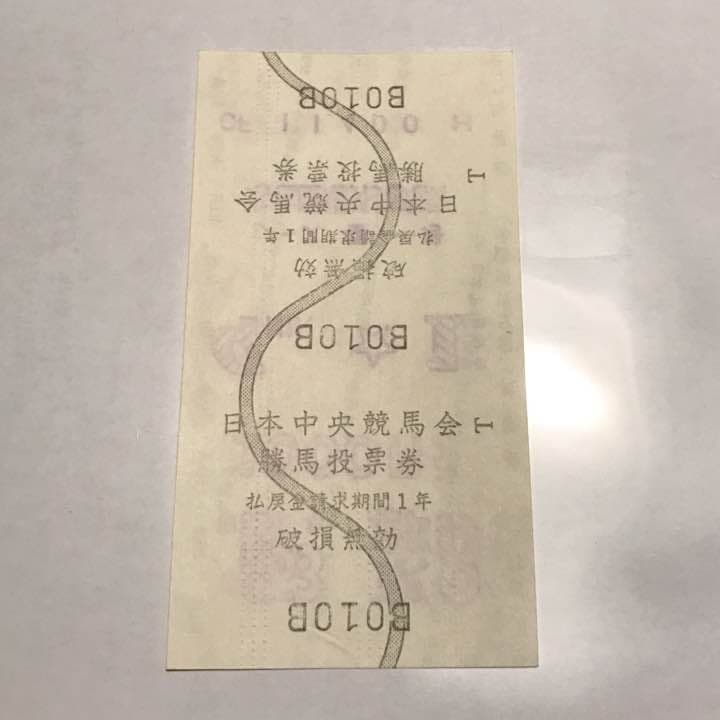 B010B
勝馬投票券
日本中央競馬会 T
払戻金請求期間1年
破損無効
B010B
日本中央競馬会 T
勝馬投票券
払戻金請求期間1年
破損無効
B010B